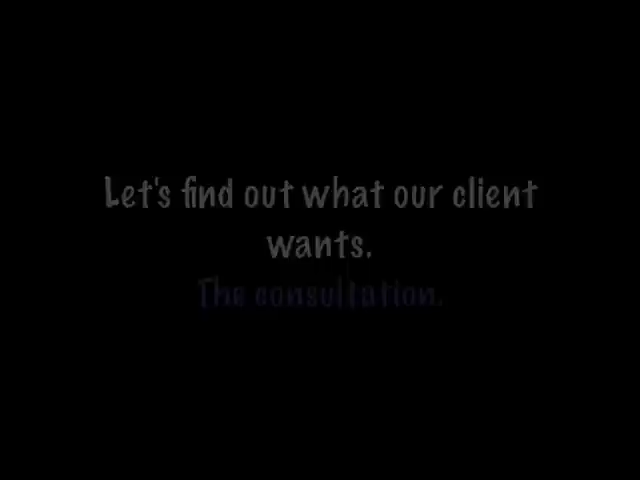 Let's find out what our client
wants.
The consultation.